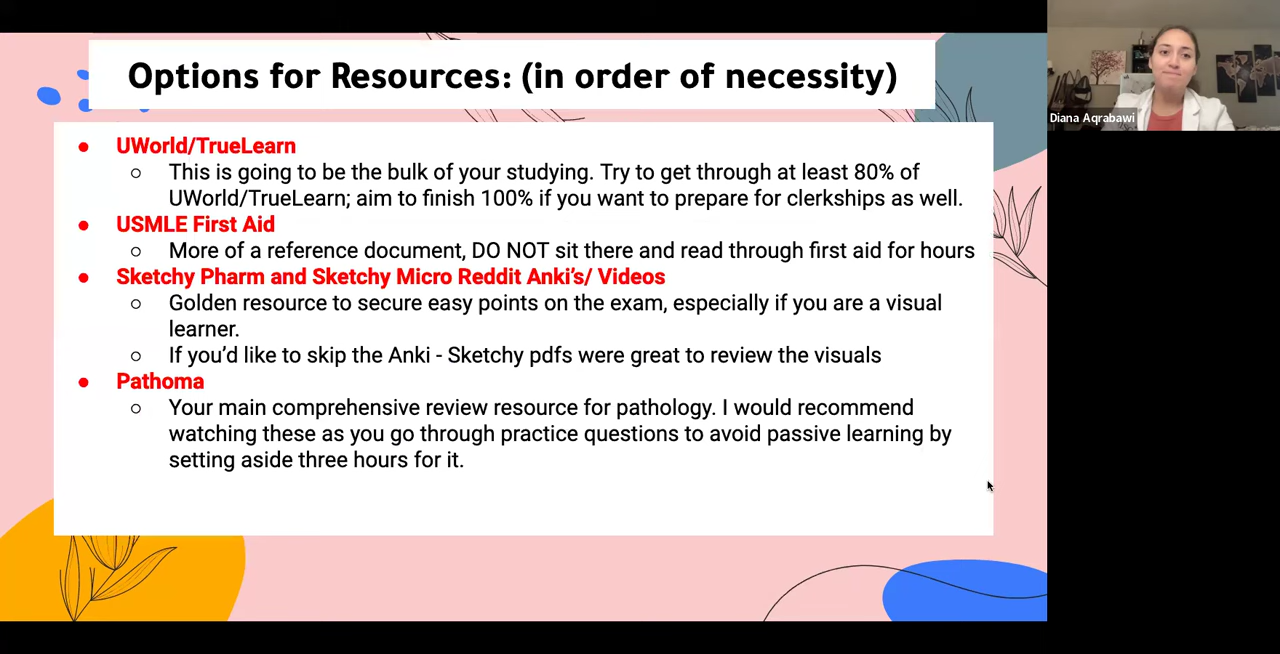 Options for Resources: (in order of necessity)
Diana Aqrabawi
● UWorld/TrueLearn
○ This is going to be the bulk of your studying. Try to get through at least 80% of
UWorld/TrueLearn; aim to finish 100% if you want to prepare for clerkships as well.
● USMLE First Aid
○ More of a reference document, DO NOT sit there and read through first aid for hours
● Sketchy Pharm and Sketchy Micro Reddit Anki's/ Videos
○ Golden resource to secure easy points on the exam, especially if you are a visual
learner.
○ If you'd like to skip the Anki - Sketchy pdfs were great to review the visuals
● Pathoma
○ Your main comprehensive review resource for pathology. I would recommend
watching these as you go through practice questions to avoid passive learning by
setting aside three hours for it.